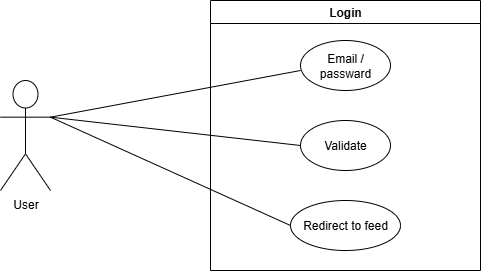 Login
Email /
passward
Validate
User
Redirect to feed